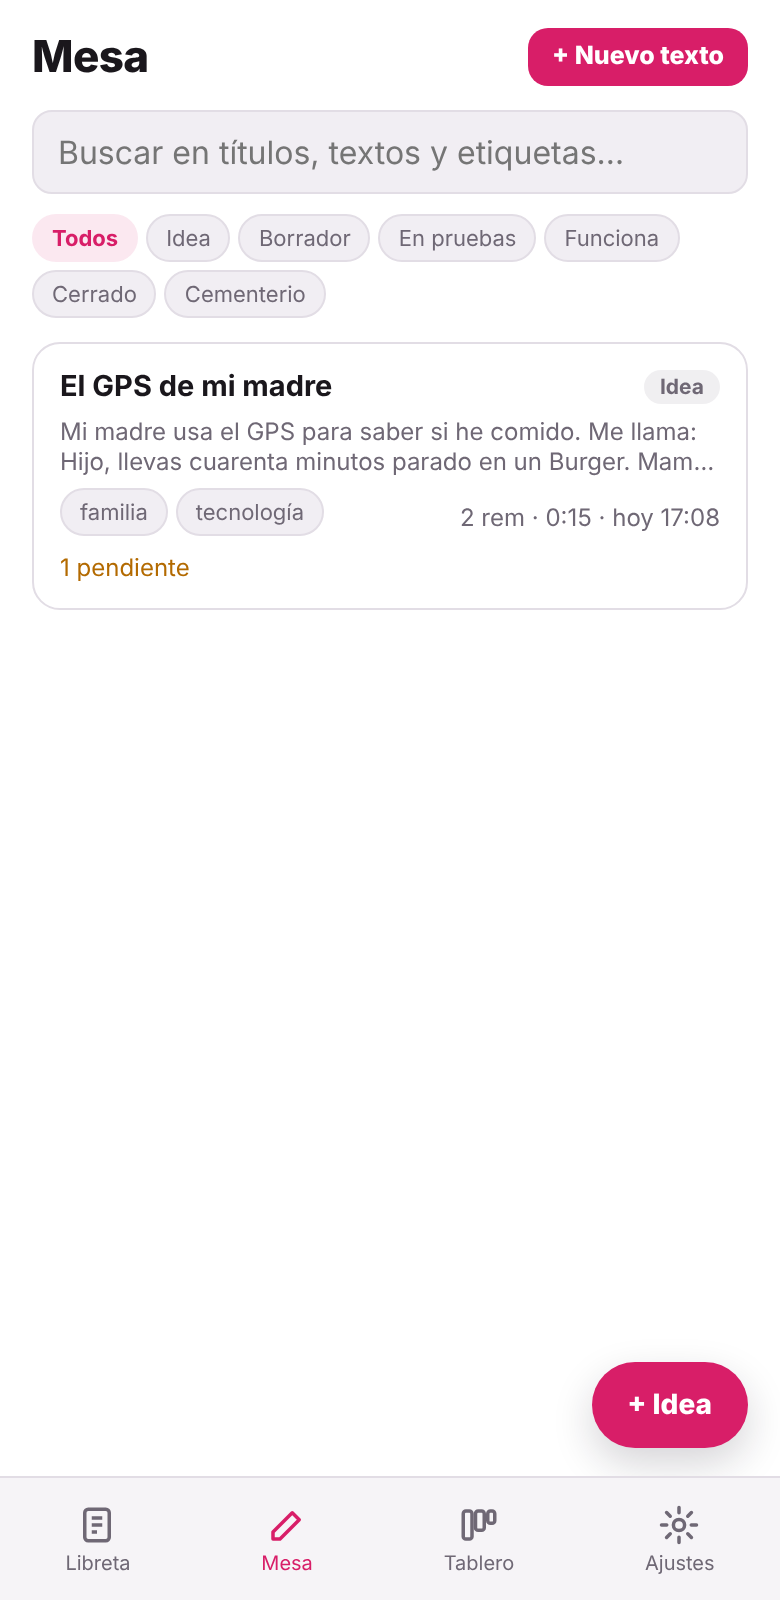 Mesa
+ Nuevo texto
Buscar en títulos, textos y etiquetas...
Todos
Idea
Borrador
En pruebas
Funciona
Cerrado
Cementerio
El GPS de mi madre
Idea
Mi madre usa el GPS para saber si he comido. Me llama:
Hijo, llevas cuarenta minutos parado en un Burger. Mam...
familia
tecnología
2 rem · 0:15 · hoy 17:08
1 pendiente
+ Idea
Libreta
Mesa
Tablero
Ajustes